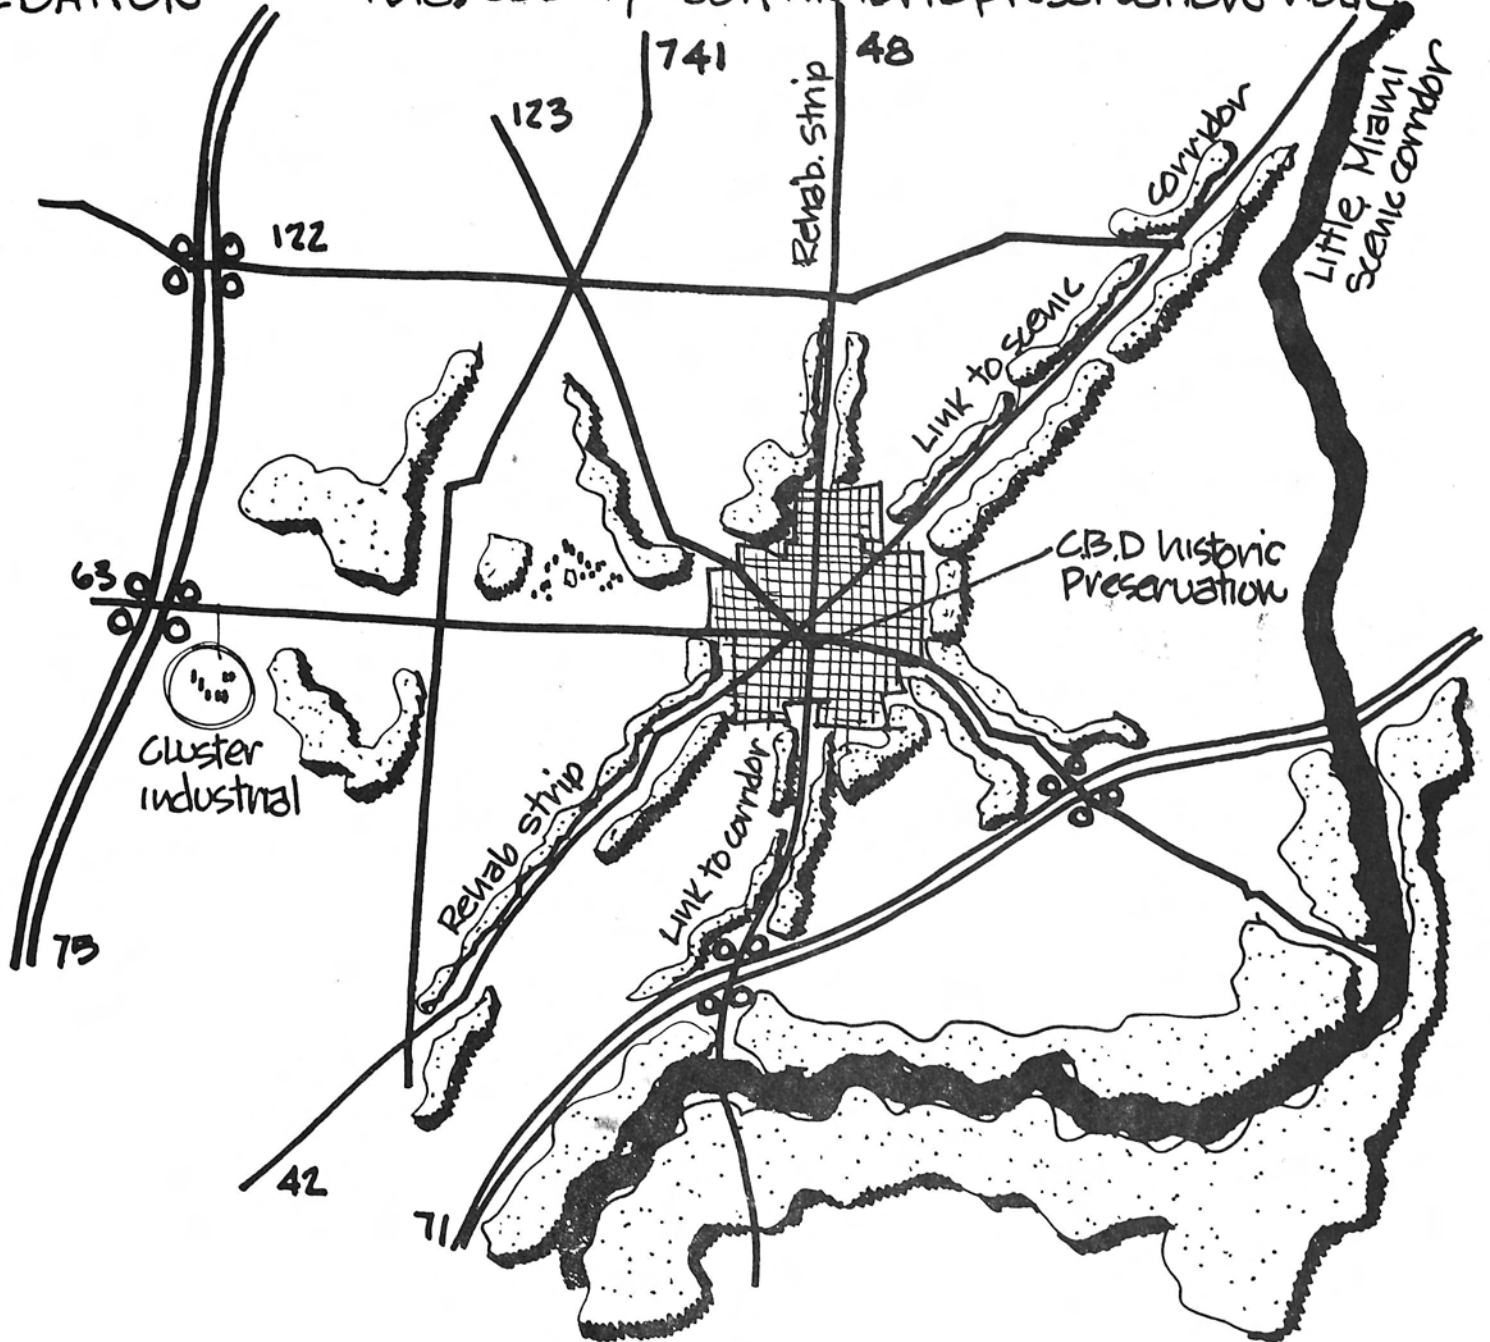 741
48
123
Rehab. strip
corridor
Little Miami
scenic corridor
122
Link to scenic
C.B.D historic
Preservation
63
cluster
industrial
Rehab strip
Link to corridor
75
42
71